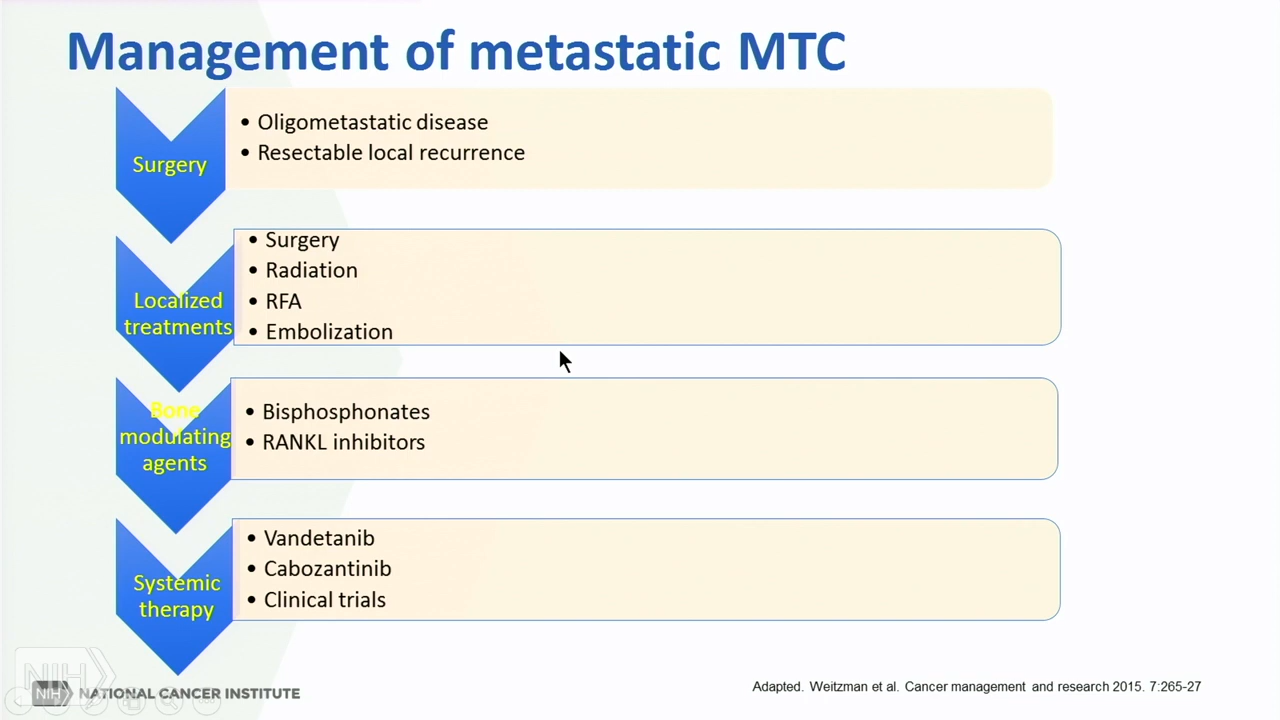 Management of metastatic MTC
Surgery
• Oligometastatic disease
• Resectable local recurrence
Localized
treatments
• Surgery
• Radiation
• RFA
• Embolization
Bone
modulating
agents
• Bisphosphonates
• RANKL inhibitors
Systemic
therapy
• Vandetanib
• Cabozantinib
• Clinical trials
NIH
NIH NATIONAL CANCER INSTITUTE
Adapted. Weitzman et al. Cancer management and research 2015. 7:265-27